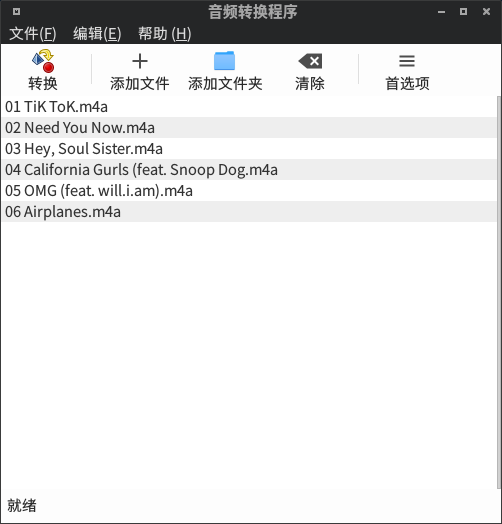 音频转换程序
文件(F) 编辑(E) 帮助 (H)
转换 添加文件 添加文件夹 清除 首选项
01 TiK ToK.m4a
02 Need You Now.m4a
03 Hey, Soul Sister.m4a
04 California Gurls (feat. Snoop Dog.m4a
05 OMG (feat. will.i.am).m4a
06 Airplanes.m4a
就绪